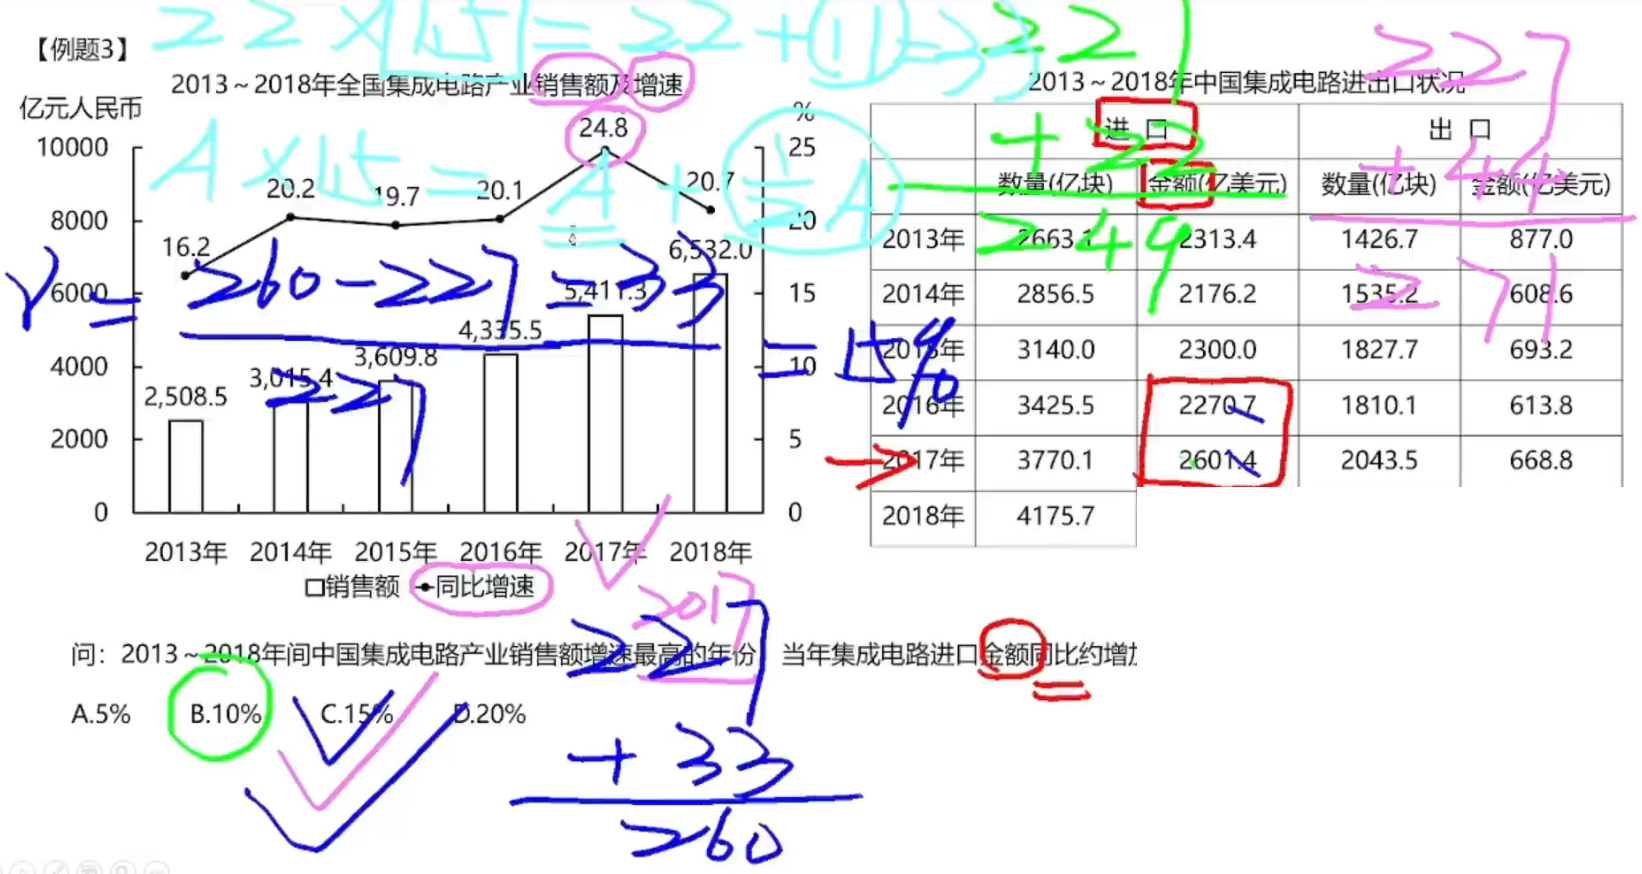 22×1.5=22+11=33
【例题3】
2013～2018年全国集成电路产业销售额及增速
亿元人民币
%
24.8
20.2
19.7
20.1
20.7
16.2
10000
8000
6000
4000
2000
0
25
20
15
10
5
0
2,508.5
3,015.4
3,609.8
4,335.5
5,411.3
6,532.0
2013年 2014年 2015年 2016年 2017年 2018年
销售额 同比增速
A×1.5=A+½A
r=
260-227=33
227
=15%
227
+22
249
227
+44
271
2013～2018年中国集成电路进出口状况
进 口 出 口
数量(亿块) 金额(亿美元) 数量(亿块) 金额(亿美元)
2013年 2663.1 2313.4 1426.7 877.0
2014年 2856.5 2176.2 1535.2 608.6
2015年 3140.0 2300.0 1827.7 693.2
2016年 3425.5 2270.7 1810.1 613.8
2017年 3770.1 2601.4 2043.5 668.8
2018年 4175.7
2017
问：2013～2018年间中国集成电路产业销售额增速最高的年份，当年集成电路进口金额同比约增加
A.5% B.10% C.15% D.20%
227
+33
260